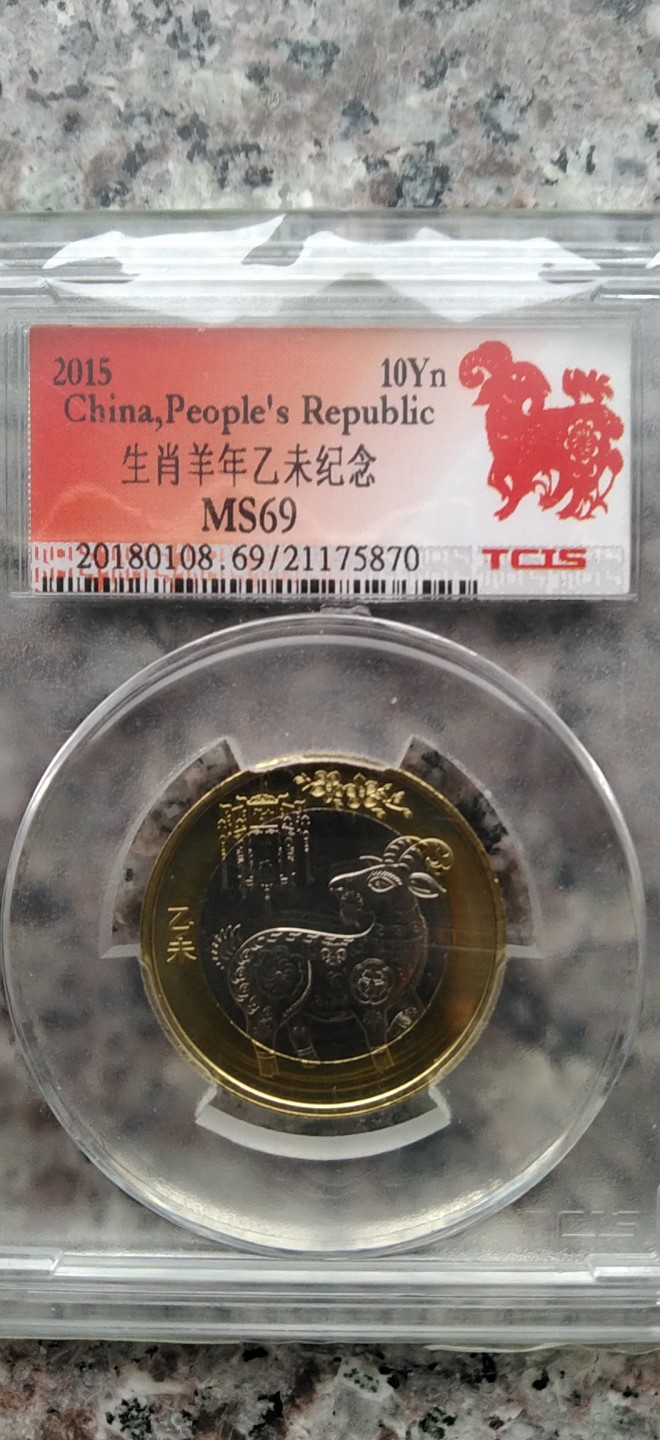 2015 10Yn
China,People's Republic
生肖羊年乙未纪念
MS69
20180108.69/21175870 TCIS
乙未
TCIS